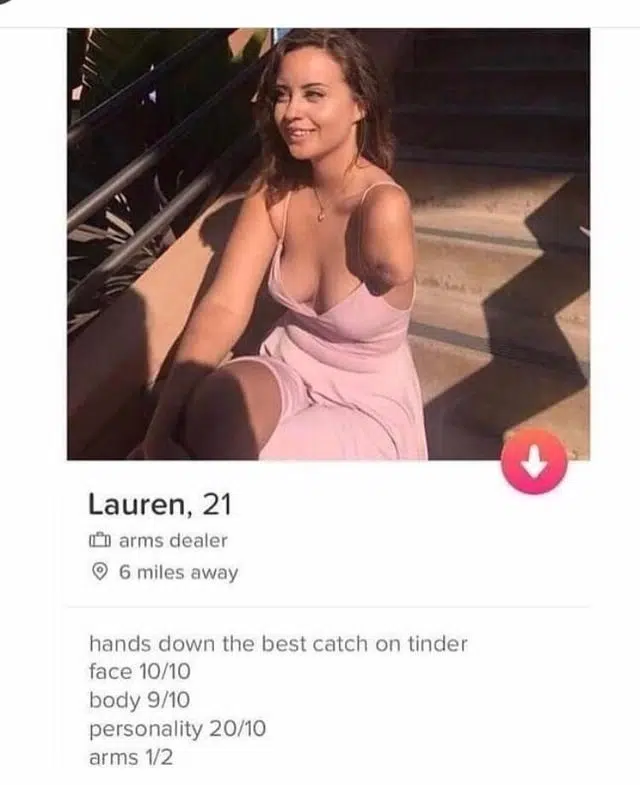 Lauren, 21
arms dealer
6 miles away
hands down the best catch on tinder
face 10/10
body 9/10
personality 20/10
arms 1/2